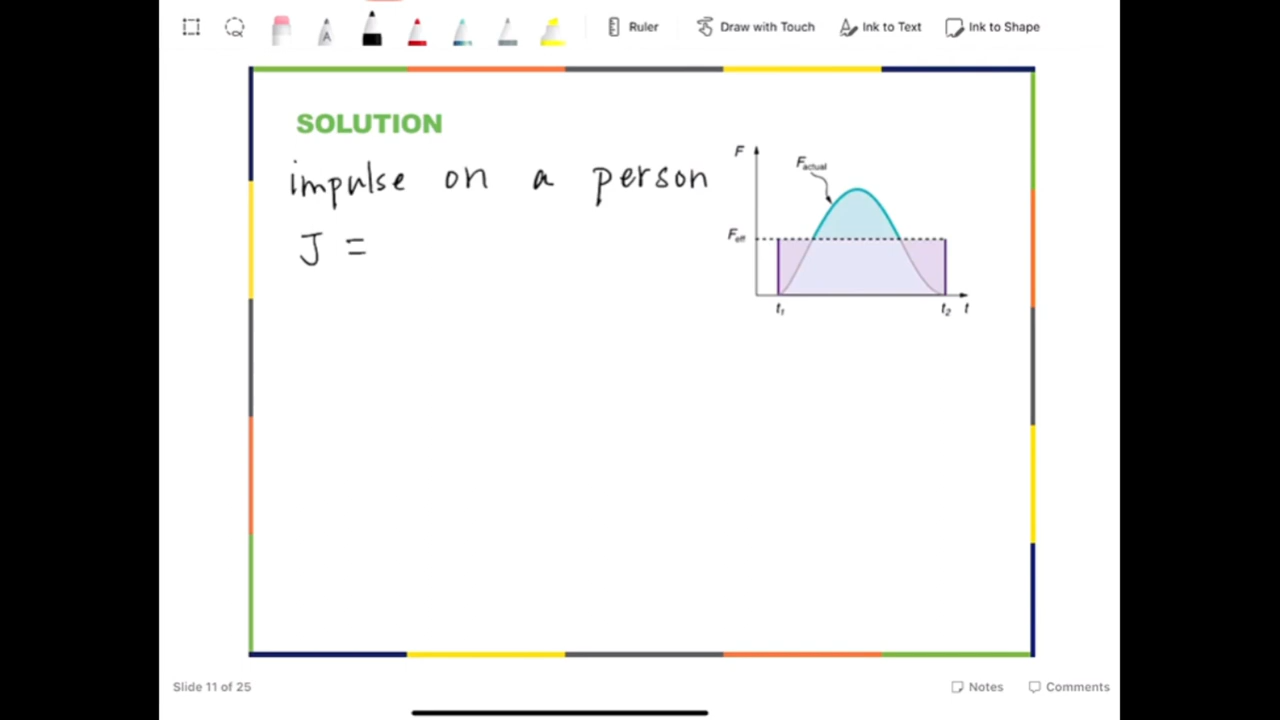 A
Ruler
Draw with Touch
A Ink to Text
Ink to Shape
SOLUTION
impulse on a person
J =
F
Factual
Feff
t1
t2
t
Slide 11 of 25
Notes
Comments